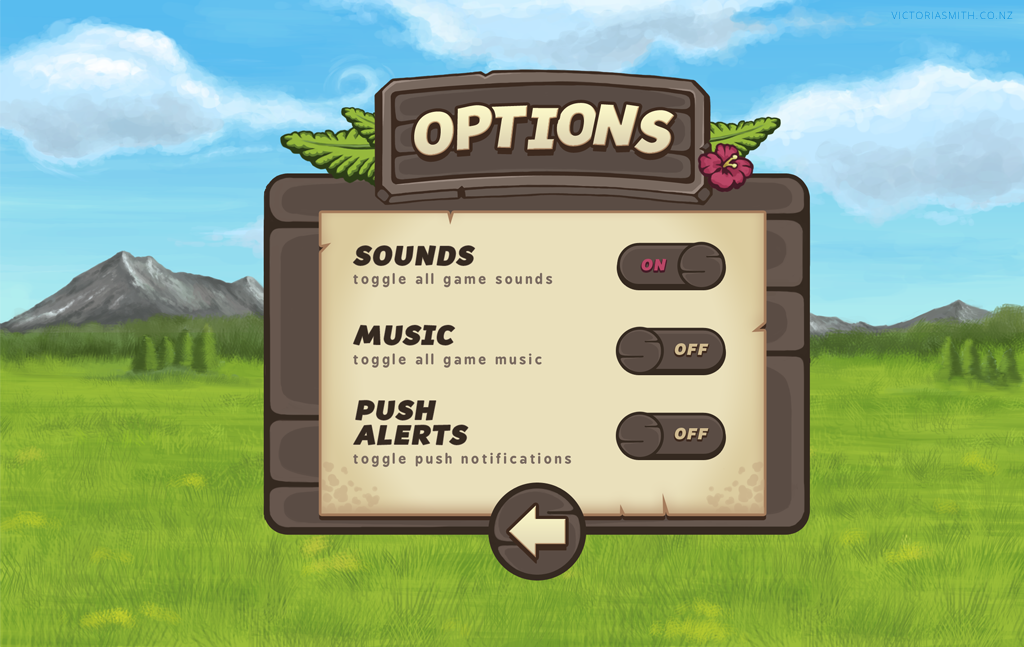 VICTORIASMITH.CO.NZ
OPTIONS
SOUNDS
toggle all game sounds
ON
MUSIC
toggle all game music
OFF
PUSH
ALERTS
toggle push notifications
OFF